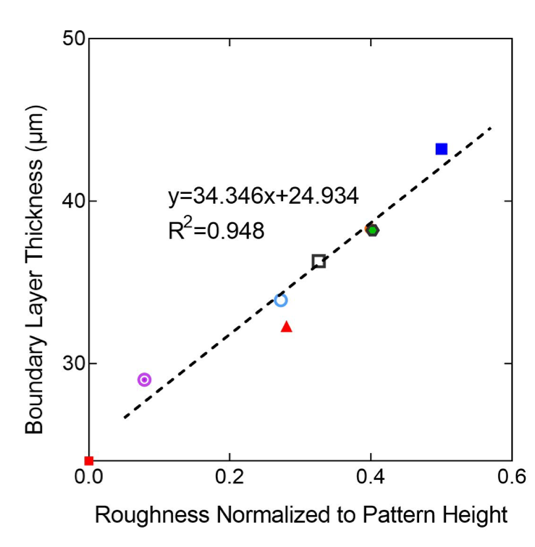 50
40
30
Boundary Layer Thickness (μm)
y=34.346x+24.934
R²=0.948
0.0 0.2 0.4 0.6
Roughness Normalized to Pattern Height